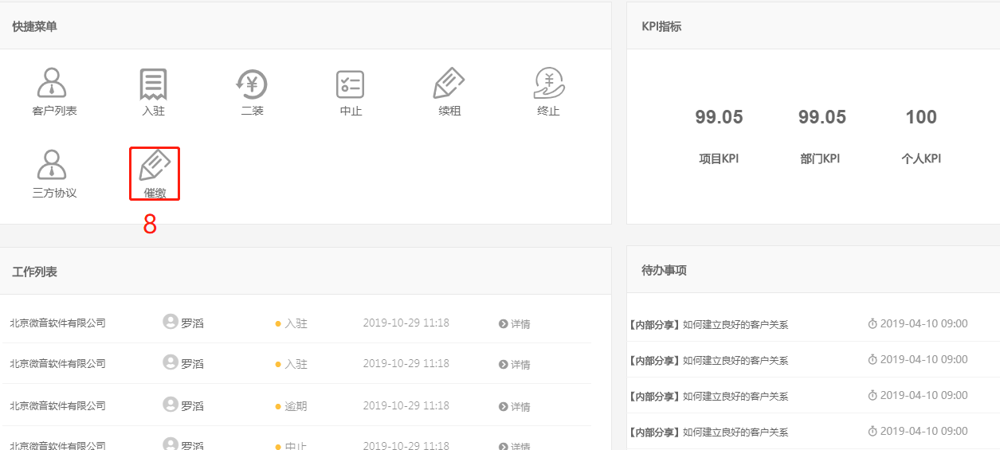 快捷菜单
客户列表 入驻 二装 中止 续租 终止
三方协议 催缴
8
KPI指标
99.05 99.05 100
项目KPI 部门KPI 个人KPI
工作列表
北京微音软件有限公司 罗滔 入驻 2019-10-29 11:18 详情
北京微音软件有限公司 罗滔 入驻 2019-10-29 11:18 详情
北京微音软件有限公司 罗滔 逾期 2019-10-29 11:18 详情
北京微音软件有限公司 罗滔 中止 2019-10-29 11:18 详情
待办事项
【内部分享】如何建立良好的客户关系 2019-04-10 09:00
【内部分享】如何建立良好的客户关系 2019-04-10 09:00
【内部分享】如何建立良好的客户关系 2019-04-10 09:00
【内部分享】如何建立良好的客户关系 2019-04-10 09:00